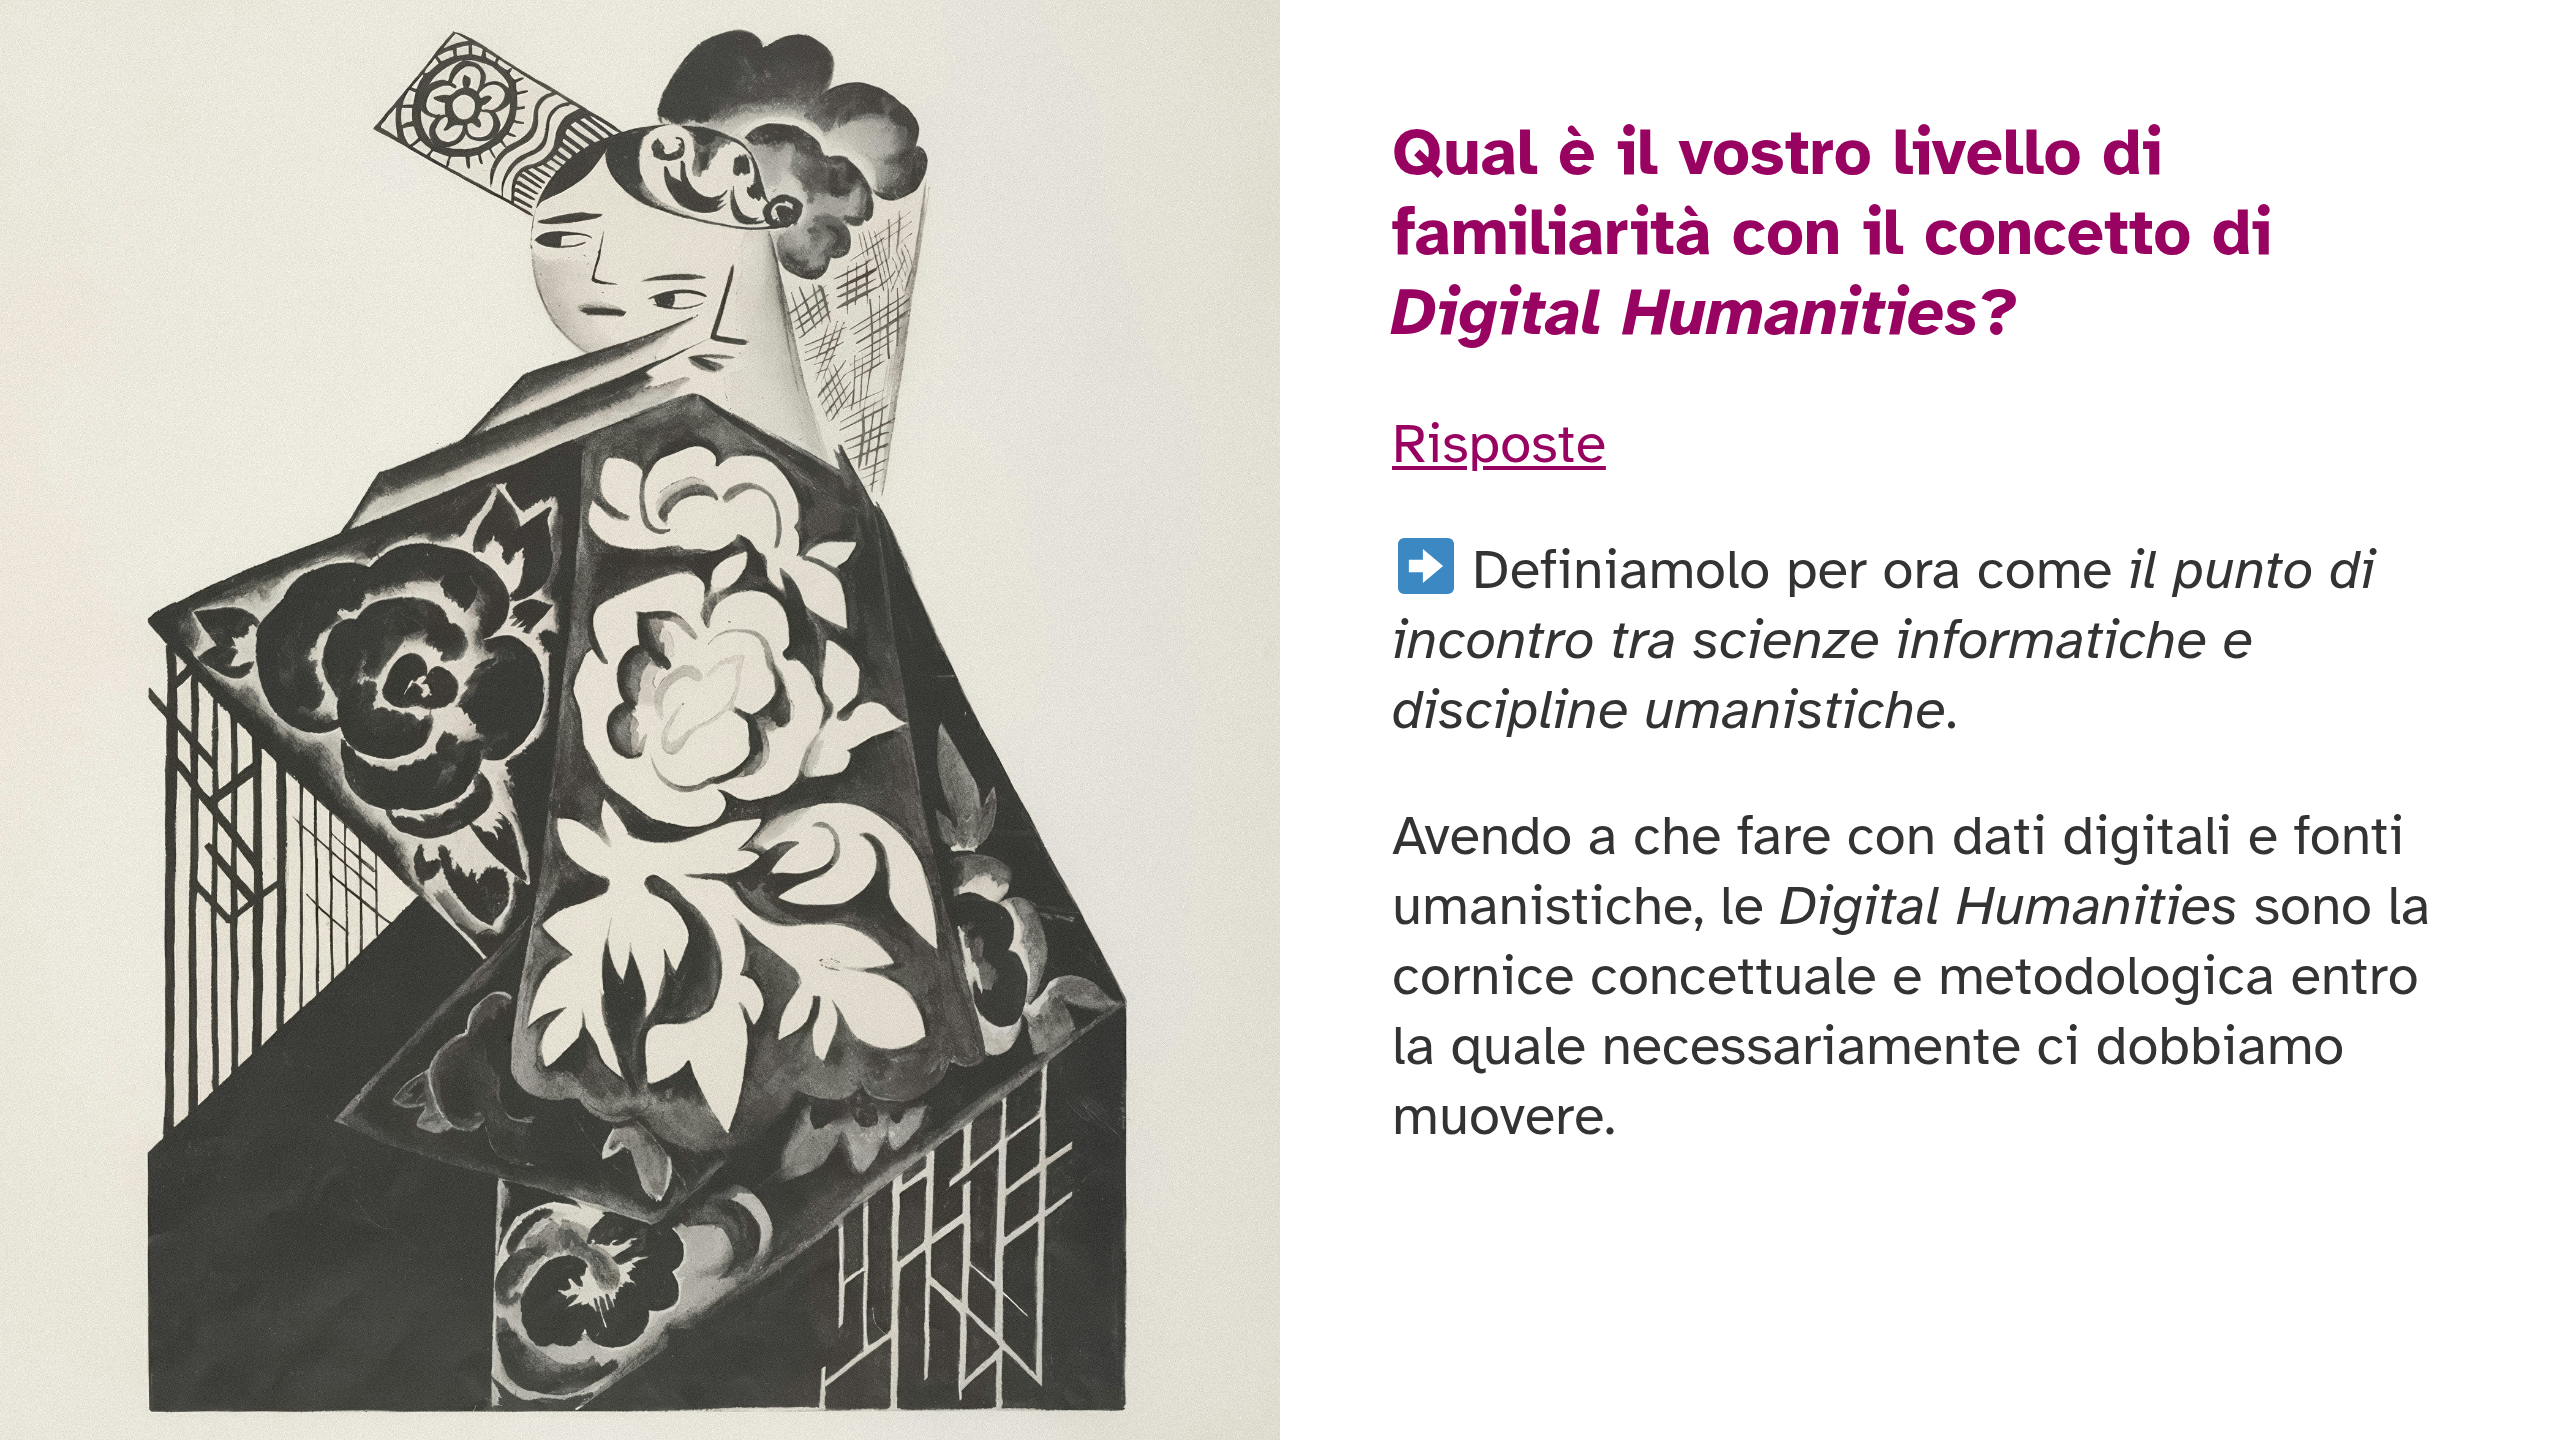 Qual è il vostro livello di
familiarità con il concetto di
Digital Humanities?
Risposte
➡ Definiamolo per ora come il punto di
incontro tra scienze informatiche e
discipline umanistiche.
Avendo a che fare con dati digitali e fonti
umanistiche, le Digital Humanities sono la
cornice concettuale e metodologica entro
la quale necessariamente ci dobbiamo
muovere.